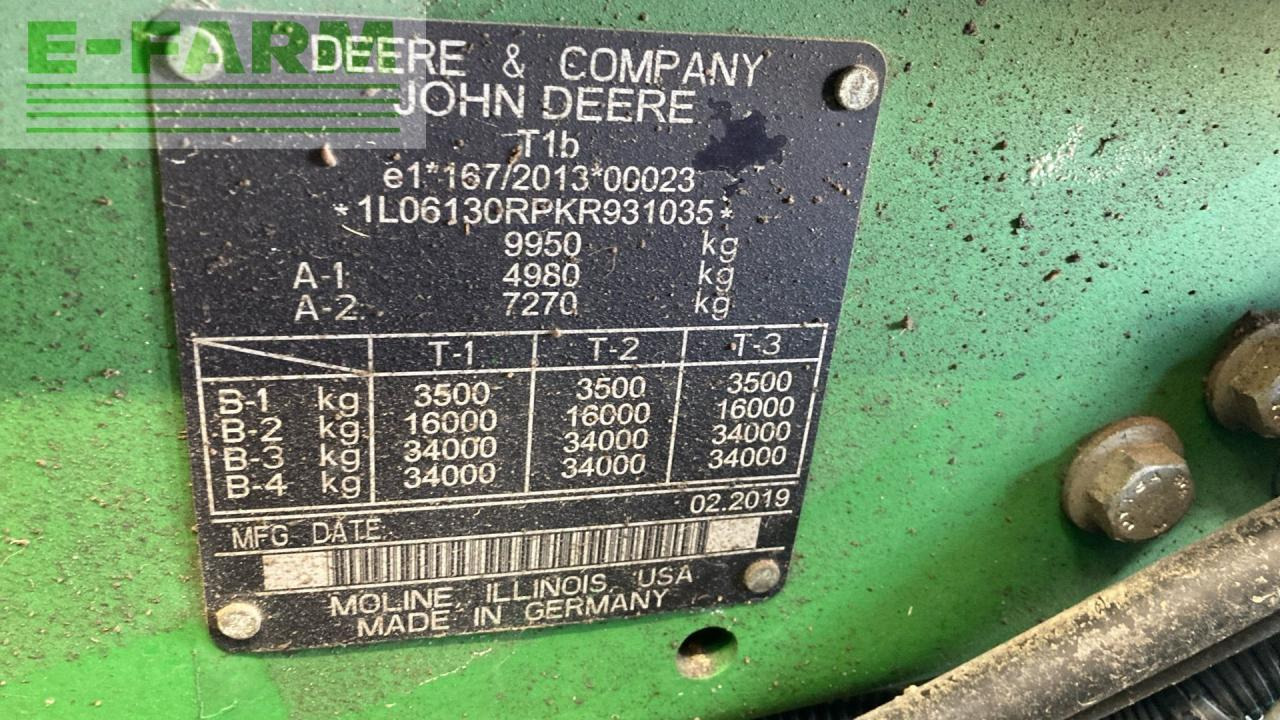 E-FARM
DEERE & COMPANY
JOHN DEERE
T1b
e1*167/2013*00023
*1L06130RPKR931035*
9950 kg
A-1 4980 kg
A-2 7270 kg
T-1 T-2 T-3
B-1 kg 3500 3500 3500
B-2 kg 16000 16000 16000
B-3 kg 34000 34000 34000
B-4 kg 34000 34000 34000
02.2019
MFG. DATE
MOLINE, ILLINOIS, USA
MADE IN GERMANY